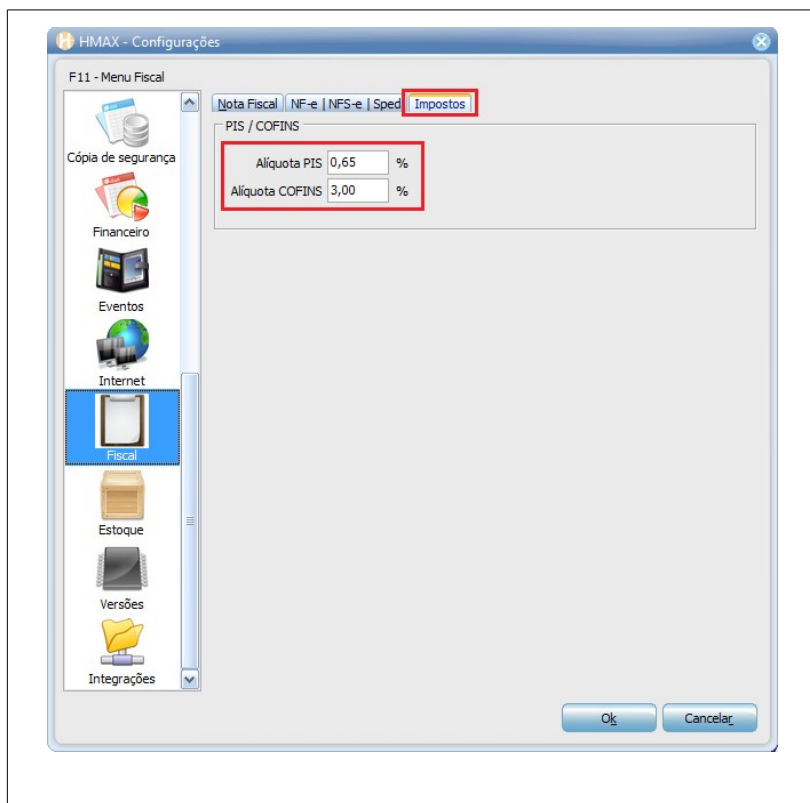 HMAX - Configurações
F11 - Menu Fiscal
Cópia de segurança
Financeiro
Eventos
Internet
Fiscal
Estoque
Versões
Integrações
Nota Fiscal NF-e | NFS-e | Sped Impostos
PIS / COFINS
Alíquota PIS 0,65 %
Alíquota COFINS 3,00 %
Ok Cancelar